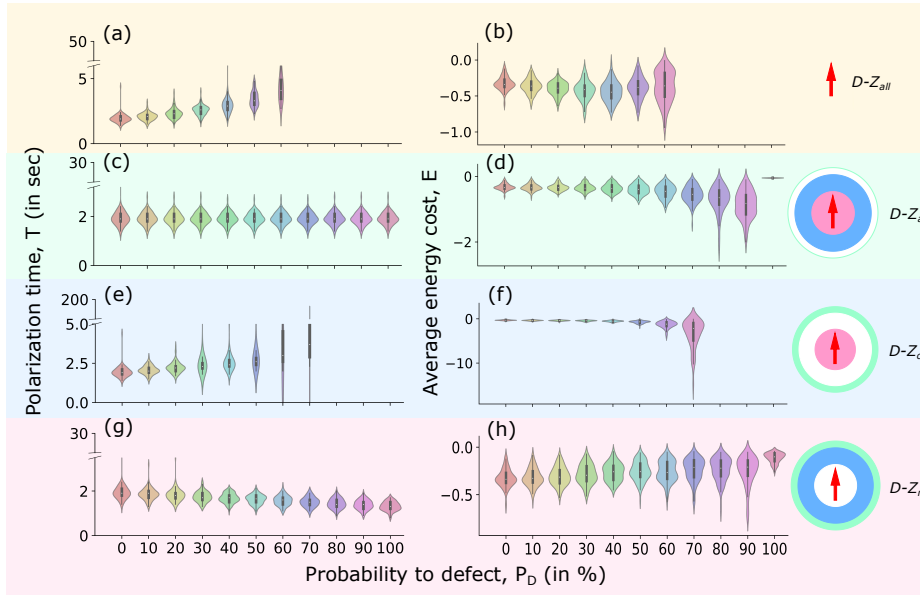 (a)
(b)
50
5
0
0.0
−0.5
−1.0
D-Z_all
(c)
(d)
30
2
0
0
−2
D-Z_a
(e)
(f)
200
5.0
2.5
0.0
0
−10
(g)
(h)
30
2
0
0.0
−0.5
Polarization time, T (in sec)
Average energy cost, E
0 10 20 30 40 50 60 70 80 90 100
0 10 20 30 40 50 60 70 80 90 100
Probability to defect, P_D (in %)